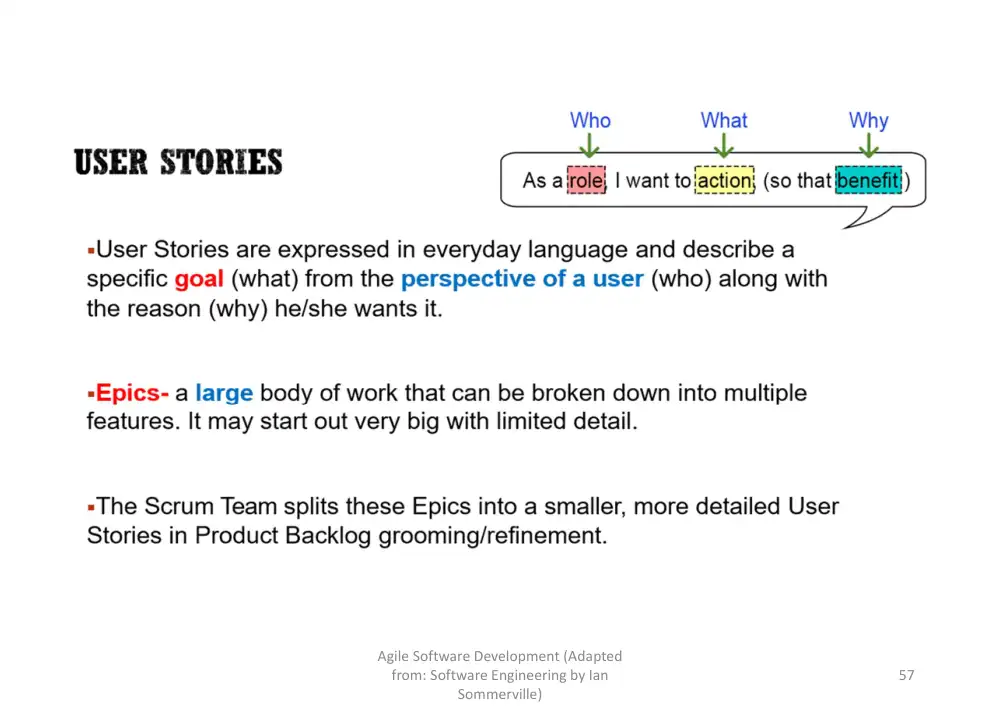 Who What Why
USER STORIES
As a role, I want to action, (so that benefit )
▪User Stories are expressed in everyday language and describe a
specific goal (what) from the perspective of a user (who) along with
the reason (why) he/she wants it.
▪Epics- a large body of work that can be broken down into multiple
features. It may start out very big with limited detail.
▪The Scrum Team splits these Epics into a smaller, more detailed User
Stories in Product Backlog grooming/refinement.
Agile Software Development (Adapted
from: Software Engineering by Ian
Sommerville)
57